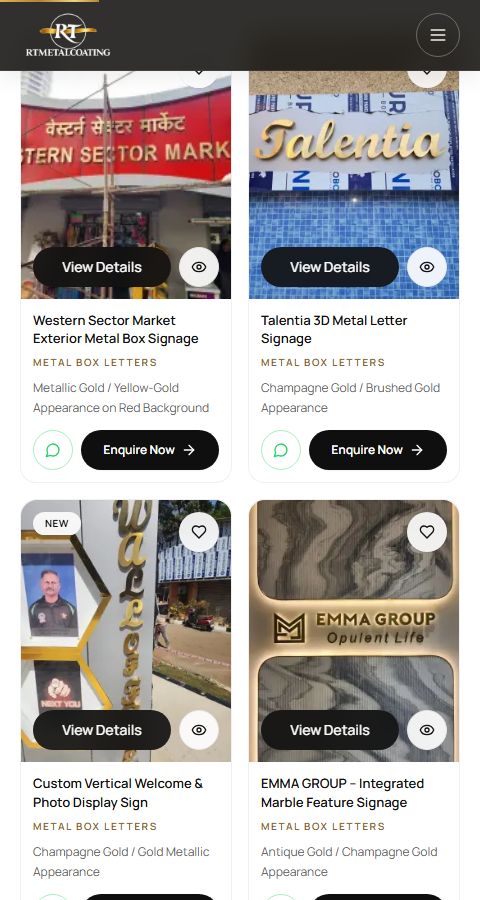 RT
RTMETALCOATING
वेस्टर्न सेक्टर मार्केट
STERN SECTOR MARK
Talentia
View Details
View Details
Western Sector Market
Exterior Metal Box Signage
METAL BOX LETTERS
Metallic Gold / Yellow-Gold
Appearance on Red Background
Enquire Now
Talentia 3D Metal Letter
Signage
METAL BOX LETTERS
Champagne Gold / Brushed Gold
Appearance
Enquire Now
NEW
NEXT YOU
EMMA GROUP
Opulent Life
View Details
View Details
Custom Vertical Welcome &
Photo Display Sign
METAL BOX LETTERS
Champagne Gold / Gold Metallic
Appearance
EMMA GROUP – Integrated
Marble Feature Signage
METAL BOX LETTERS
Antique Gold / Champagne Gold
Appearance